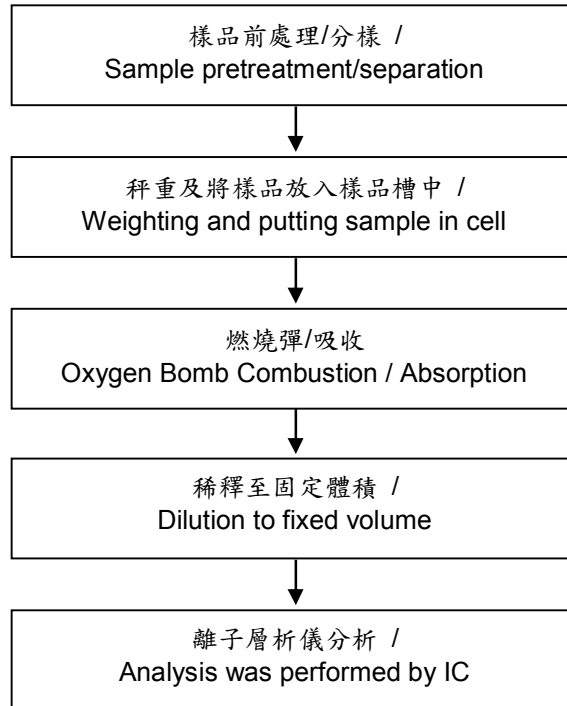 樣品前處理/分樣 /
Sample pretreatment/separation
秤重及將樣品放入樣品槽中 /
Weighting and putting sample in cell
燃燒彈/吸收
Oxygen Bomb Combustion / Absorption
稀釋至固定體積 /
Dilution to fixed volume
離子層析儀分析 /
Analysis was performed by IC